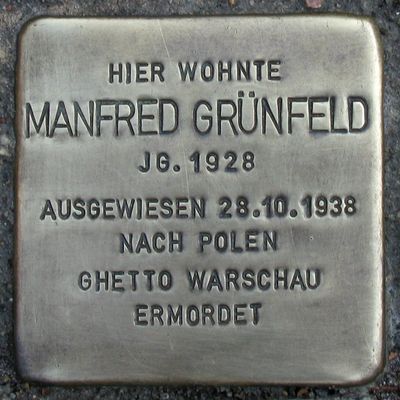 HIER WOHNTE
MANFRED GRÜNFELD
JG. 1928
AUSGEWIESEN 28.10.1938
NACH POLEN
GHETTO WARSCHAU
ERMORDET